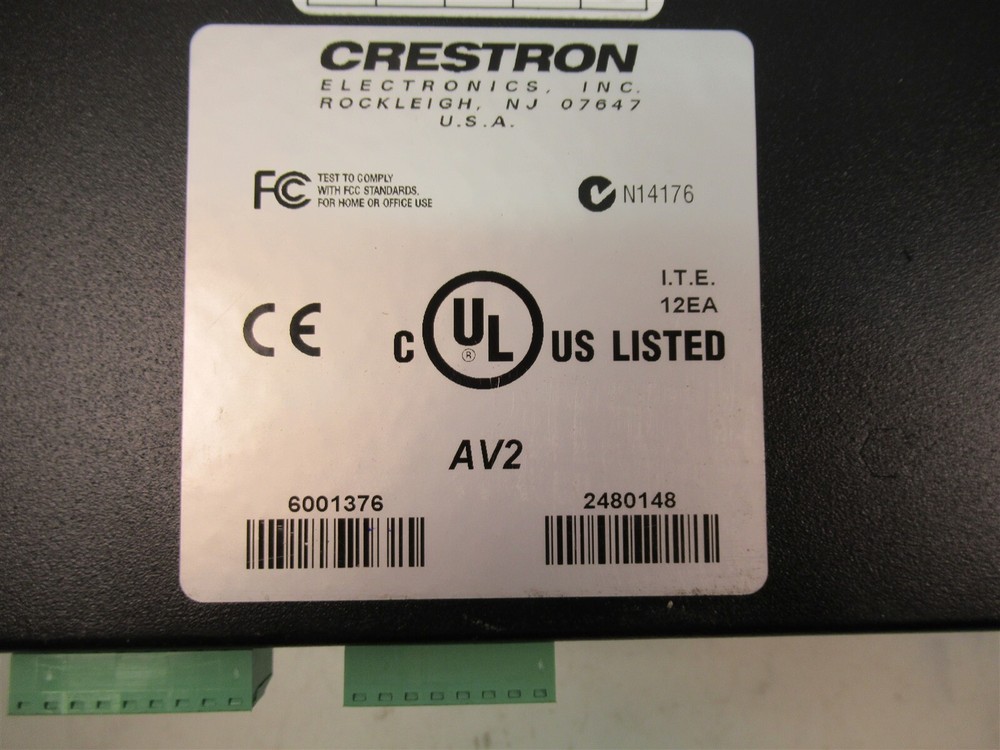 CRESTRON
ELECTRONICS, INC.
ROCKLEIGH, NJ 07647
U.S.A.
FC TEST TO COMPLY
WITH FCC STANDARDS.
FOR HOME OR OFFICE USE
N14176
I.T.E.
12EA
CE
C UL ® US LISTED
AV2
6001376
2480148